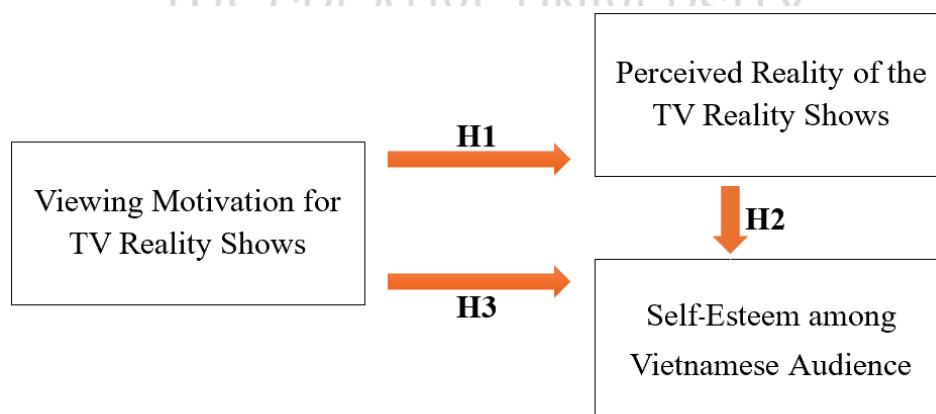 Perceived Reality of the
TV Reality Shows
H1
Viewing Motivation for
TV Reality Shows
H2
H3
Self-Esteem among
Vietnamese Audience